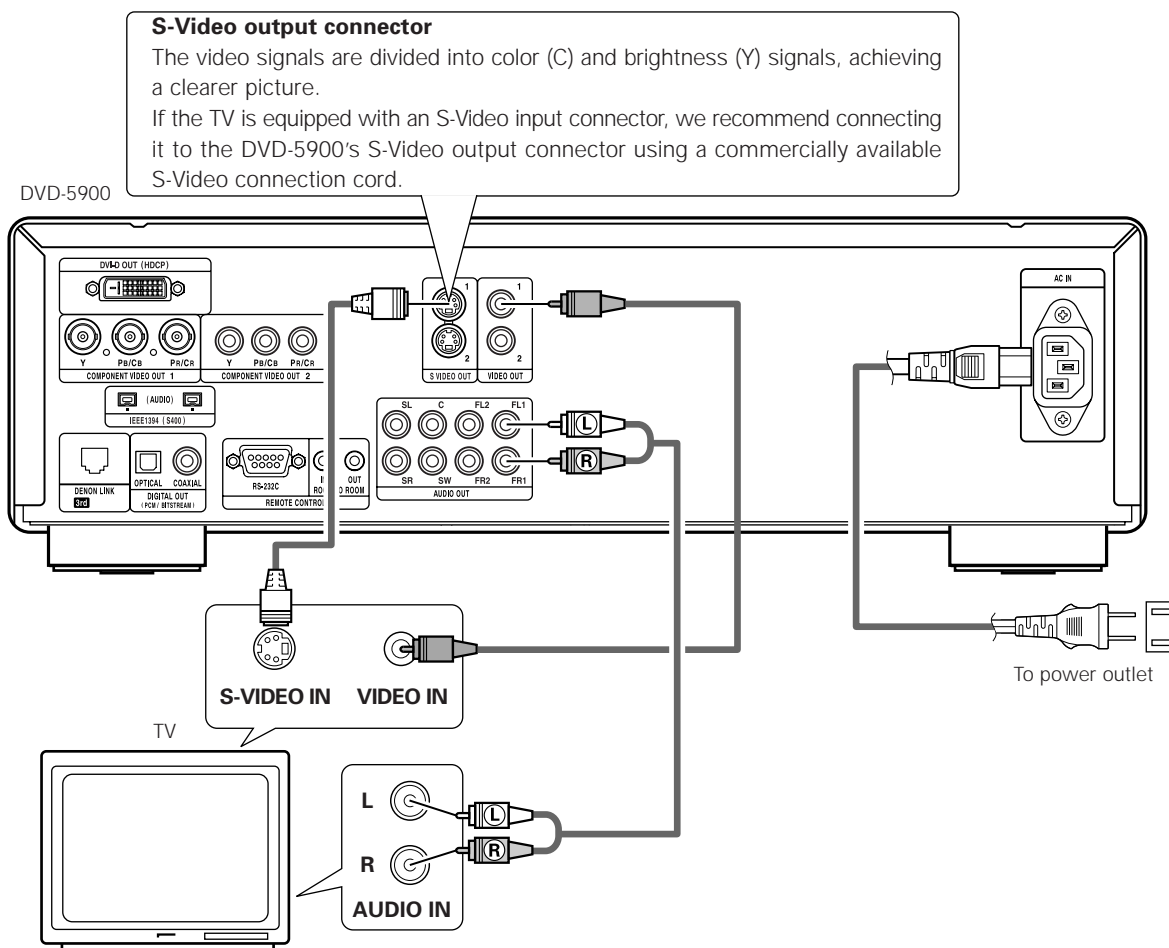 S-Video output connector
The video signals are divided into color (C) and brightness (Y) signals, achieving
a clearer picture.
If the TV is equipped with an S-Video input connector, we recommend connecting
it to the DVD-5900's S-Video output connector using a commercially available
S-Video connection cord.
DVD-5900
DVI-D OUT (HDCP)
AC IN
1
1
Y PB/CB PR/CR
Y PB/CB PR/CR
2
2
COMPONENT VIDEO OUT 1
COMPONENT VIDEO OUT 2
S VIDEO OUT
VIDEO OUT
(AUDIO)
IEEE1394 (S400)
SL C FL2 FL1
L
R
SR SW FR2 FR1
AUDIO OUT
OPTICAL COAXIAL
DENON LINK
3rd
DIGITAL OUT
(PCM / BITSTREAM)
RS-232C
OUT
ROOM
REMOTE CONTRO
S-VIDEO IN VIDEO IN
To power outlet
TV
L
L
R
R
AUDIO IN